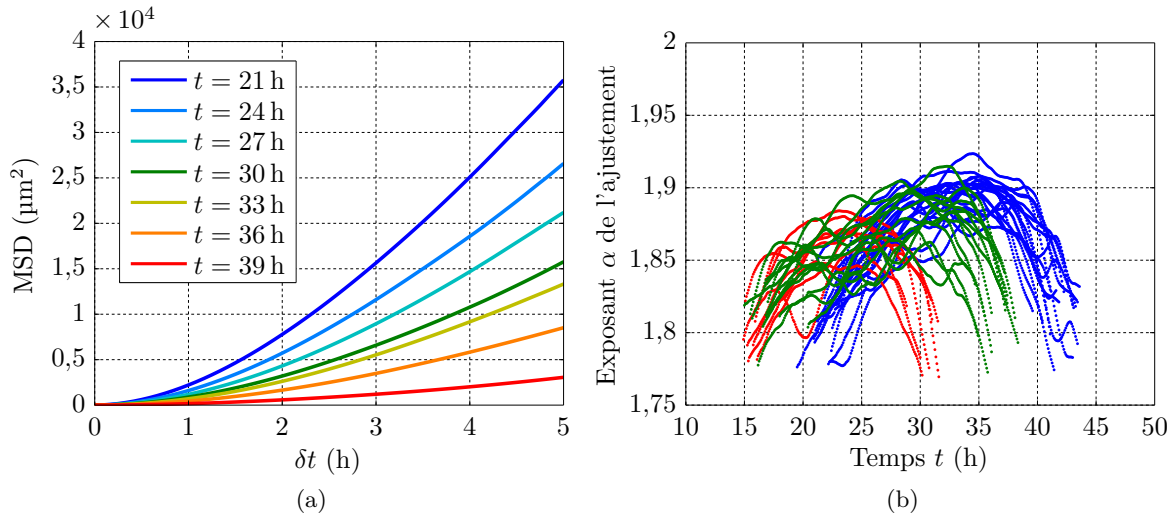 × 10⁴
4
3,5
3
2,5
2
1,5
1
0,5
0
MSD (µm²)
t = 21 h
t = 24 h
t = 27 h
t = 30 h
t = 33 h
t = 36 h
t = 39 h
0 1 2 3 4 5
δt (h)
(a)
2
1,95
1,9
1,85
1,8
1,75
Exposant α de l'ajustement
10 15 20 25 30 35 40 45 50
Temps t (h)
(b)